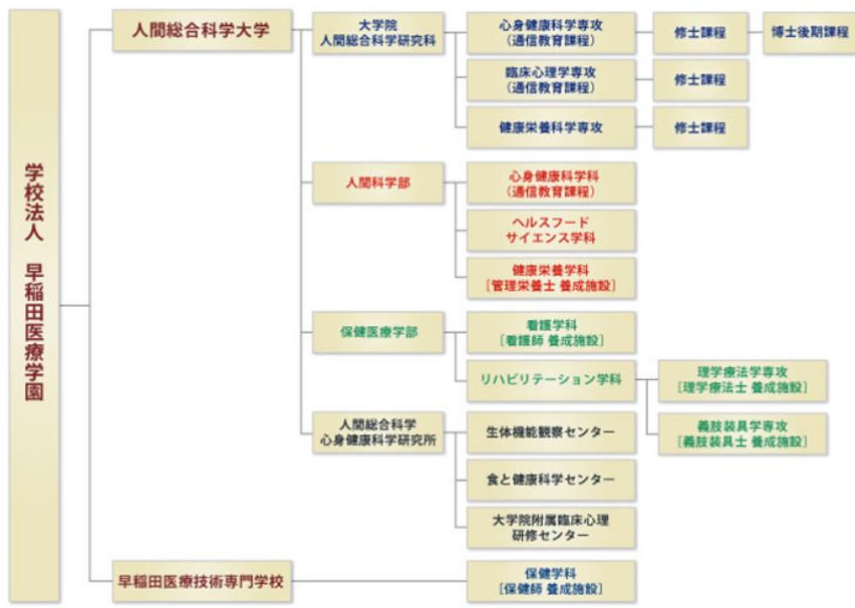 学校法人 早稲田医療学園
人間総合科学大学
大学院
人間総合科学研究科
心身健康科学専攻
(通信教育課程)
修士課程
博士後期課程
臨床心理学専攻
(通信教育課程)
修士課程
健康栄養科学専攻
修士課程
人間科学部
心身健康科学科
(通信教育課程)
ヘルスフード
サイエンス学科
健康栄養学科
[管理栄養士 養成施設]
保健医療学部
看護学科
[看護師 養成施設]
リハビリテーション学科
理学療法学専攻
[理学療法士 養成施設]
義肢装具学専攻
[義肢装具士 養成施設]
人間総合科学
心身健康科学研究所
生体機能観察センター
食と健康科学センター
大学院附属臨床心理
研修センター
早稲田医療技術専門学校
保健学科
[保健師 養成施設]